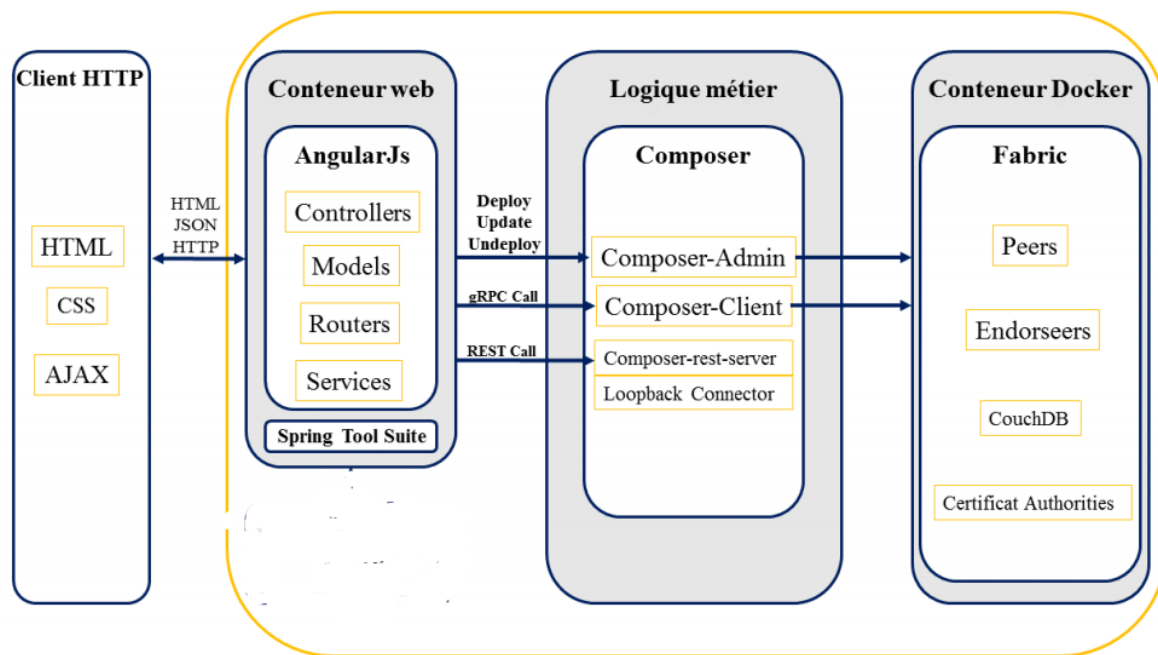 Client HTTP
HTML
CSS
AJAX
HTML
JSON
HTTP
Conteneur web
AngularJs
Controllers
Models
Routers
Services
Spring Tool Suite
Deploy
Update
Undeploy
gRPC Call
REST Call
Logique métier
Composer
Composer-Admin
Composer-Client
Composer-rest-server
Loopback Connector
Conteneur Docker
Fabric
Peers
Endorseers
CouchDB
Certificat Authorities